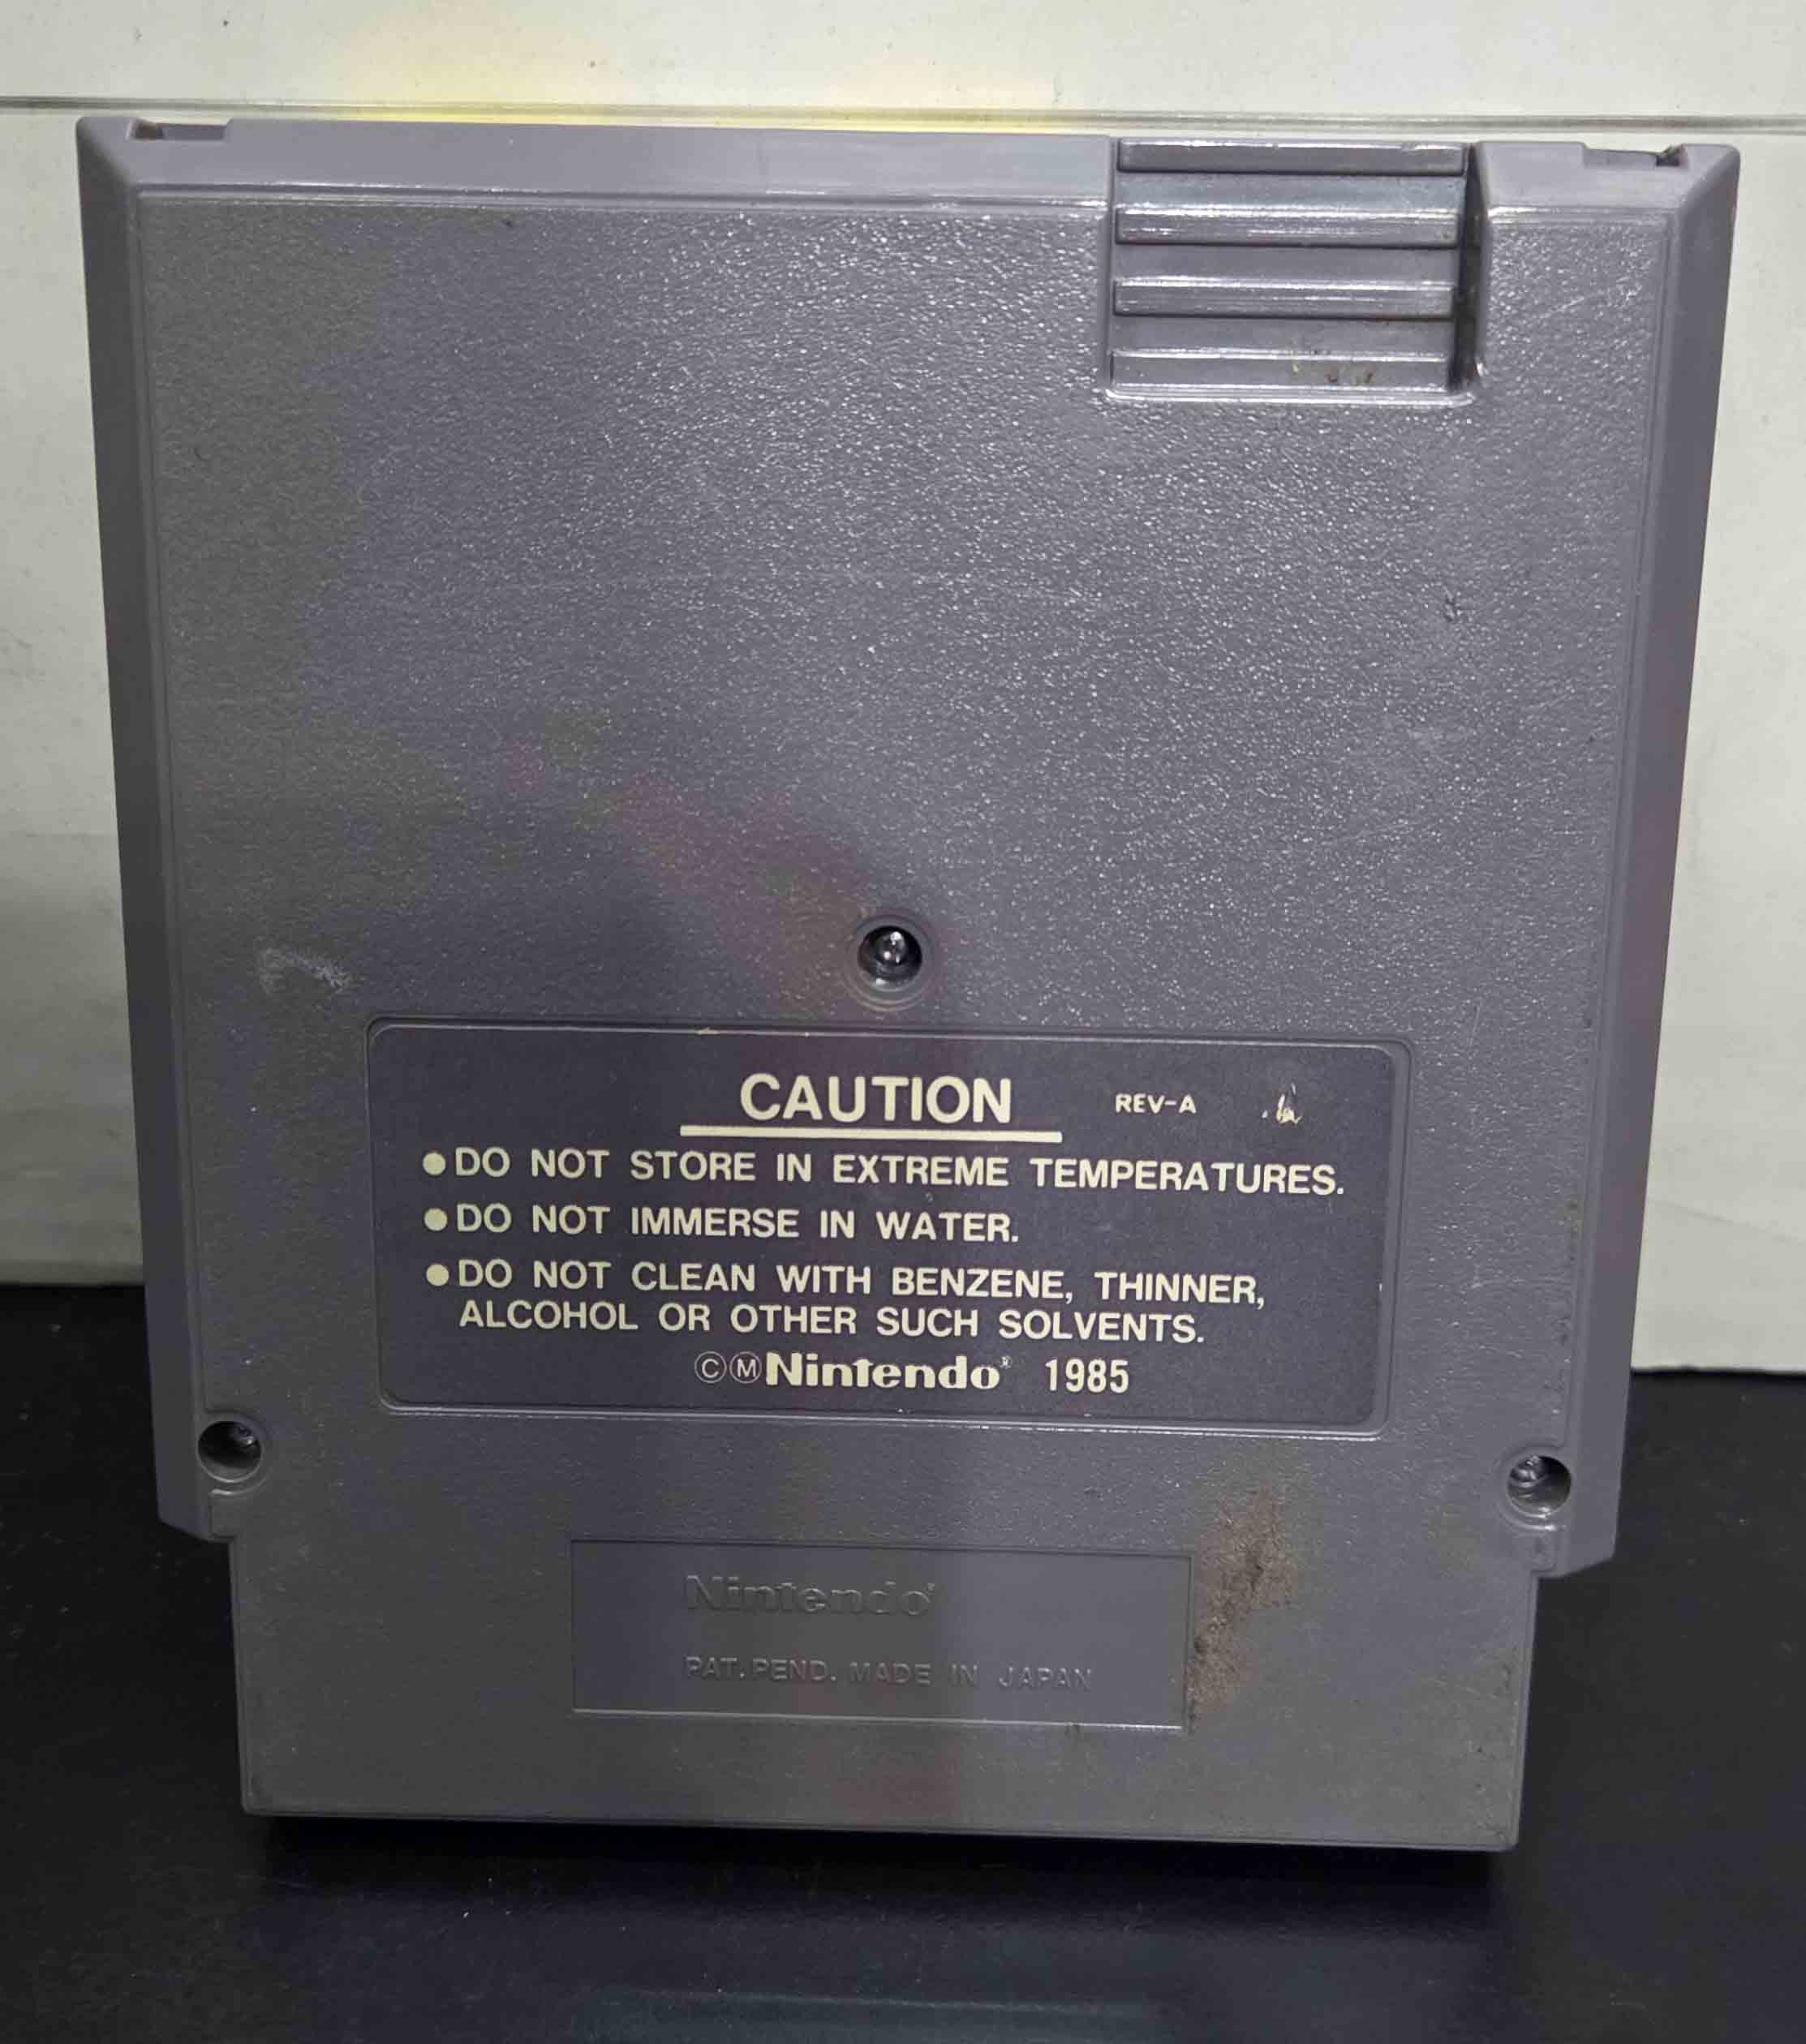 CAUTION REV-A
●DO NOT STORE IN EXTREME TEMPERATURES.
●DO NOT IMMERSE IN WATER.
●DO NOT CLEAN WITH BENZENE, THINNER,
ALCOHOL OR OTHER SUCH SOLVENTS.
©ⓂNintendo® 1985
Nintendo®
PAT. PEND. MADE IN JAPAN